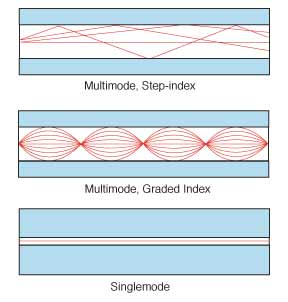 Multimode, Step-index
Multimode, Graded Index
Singlemode